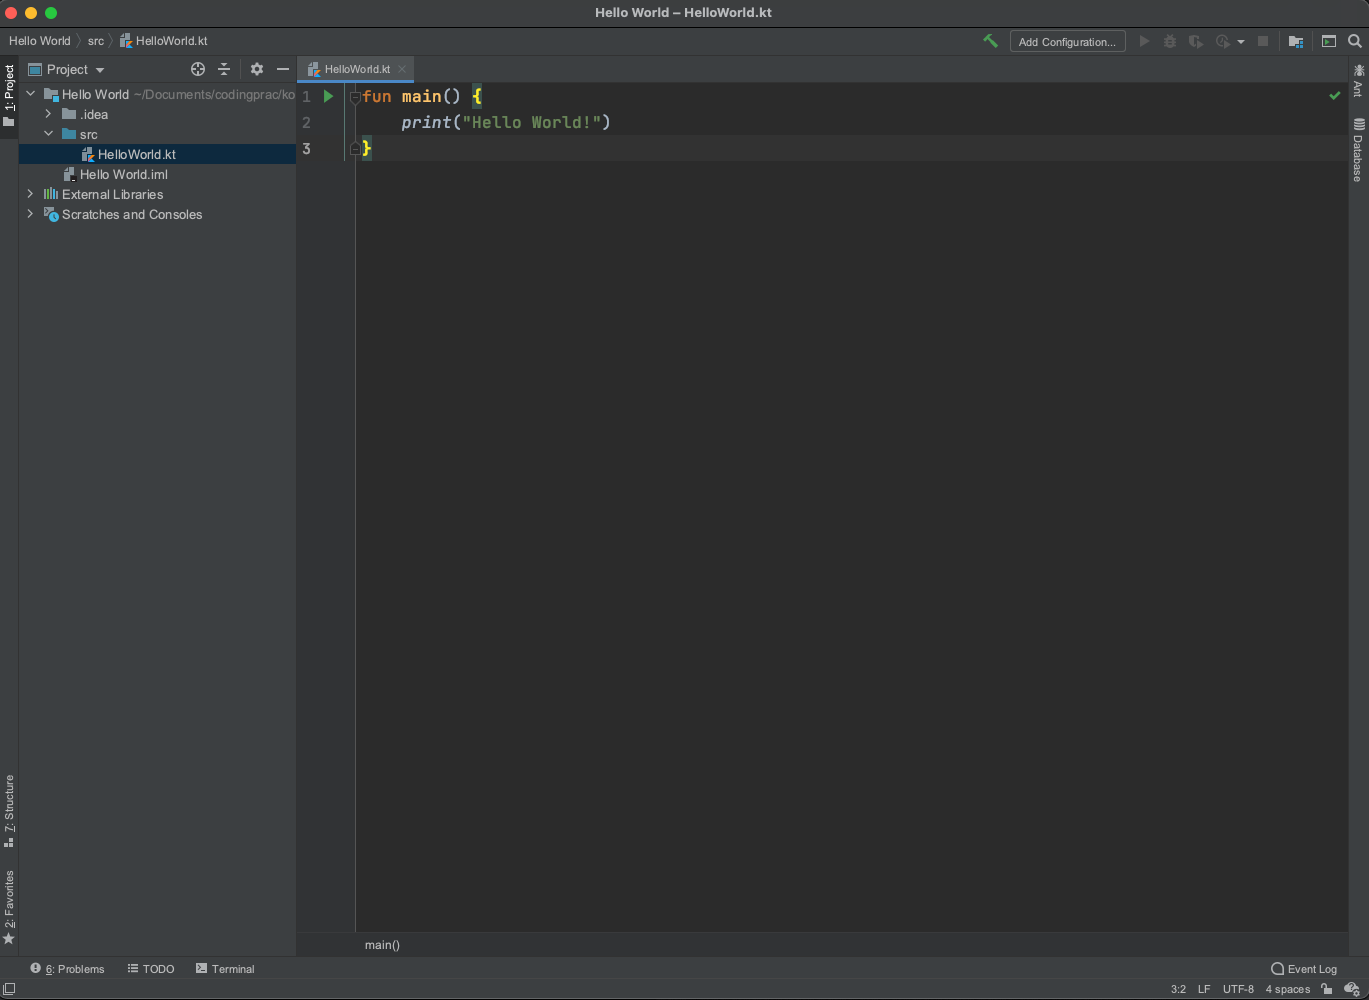 Hello World – HelloWorld.kt
Hello World
src
HelloWorld.kt
Add Configuration...
1: Project
Project
HelloWorld.kt
Ant
Database
Hello World ~/Documents/codingprac/ko
.idea
src
HelloWorld.kt
Hello World.iml
External Libraries
Scratches and Consoles
1 fun main() {
2 print("Hello World!")
3 }
7: Structure
2: Favorites
main()
6: Problems
TODO
Terminal
Event Log
3:2 LF UTF-8 4 spaces